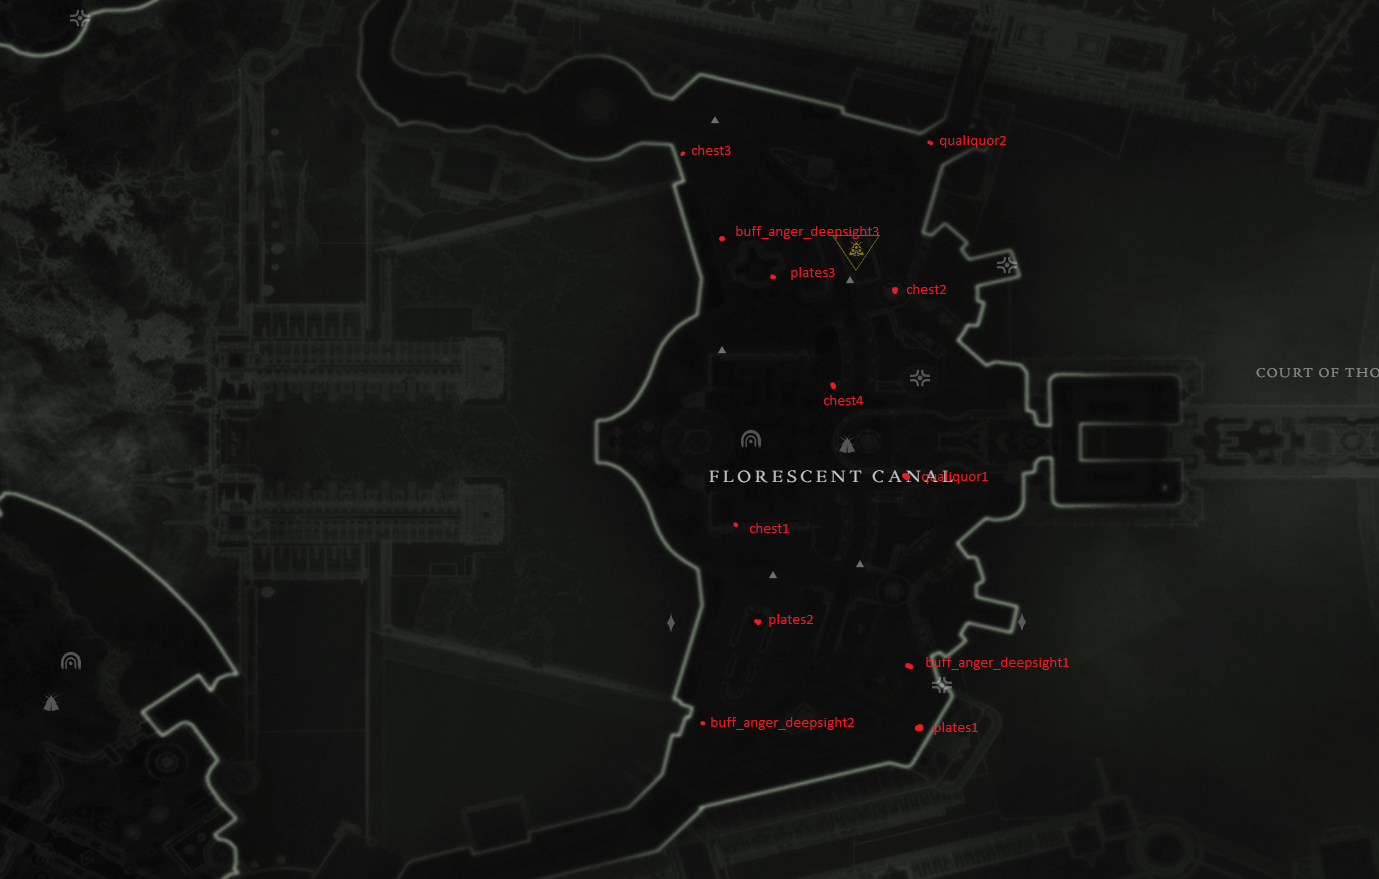 qualiquor2
chest3
buff_anger_deepsight3
plates3
chest2
COURT OF THO
chest4
FLORESCENT CANAL
qualiquor1
chest1
plates2
buff_anger_deepsight1
buff_anger_deepsight2
plates1